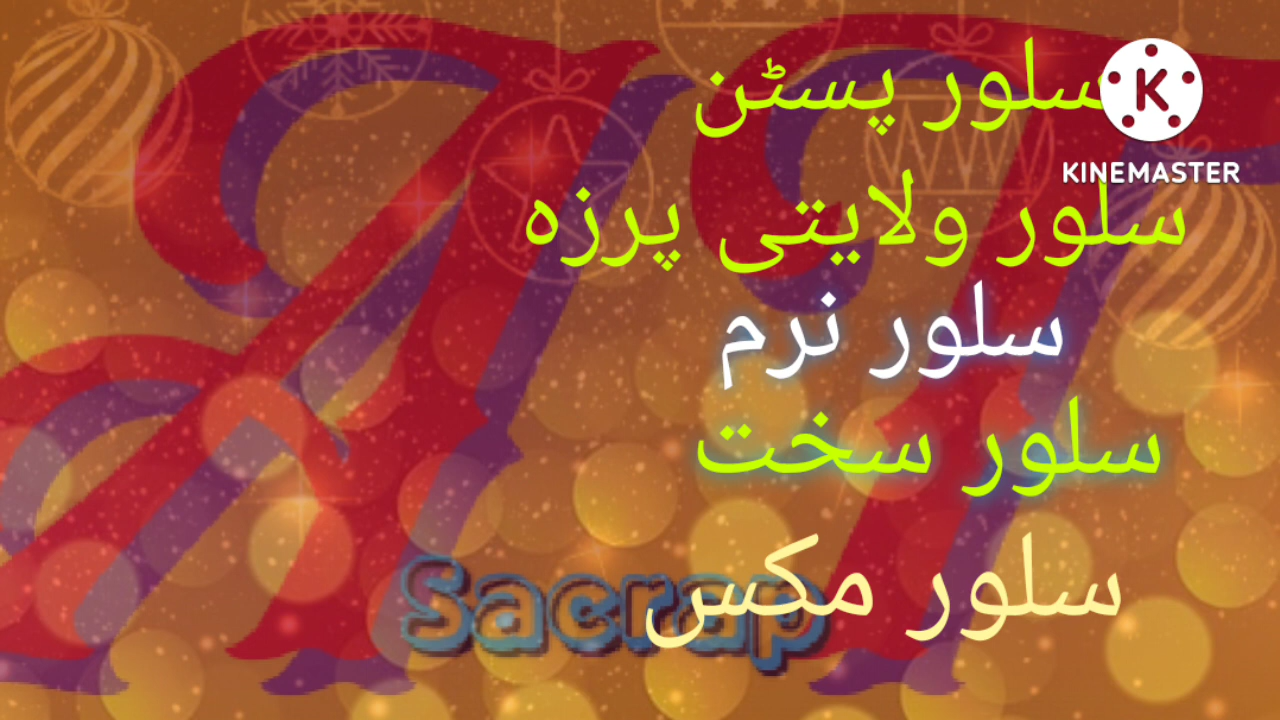 سلور پسٹن
KINEMASTER
سلور ولایتی پرزہ
سلور نرم
سلور سخت
سلور مکس
Sacrap